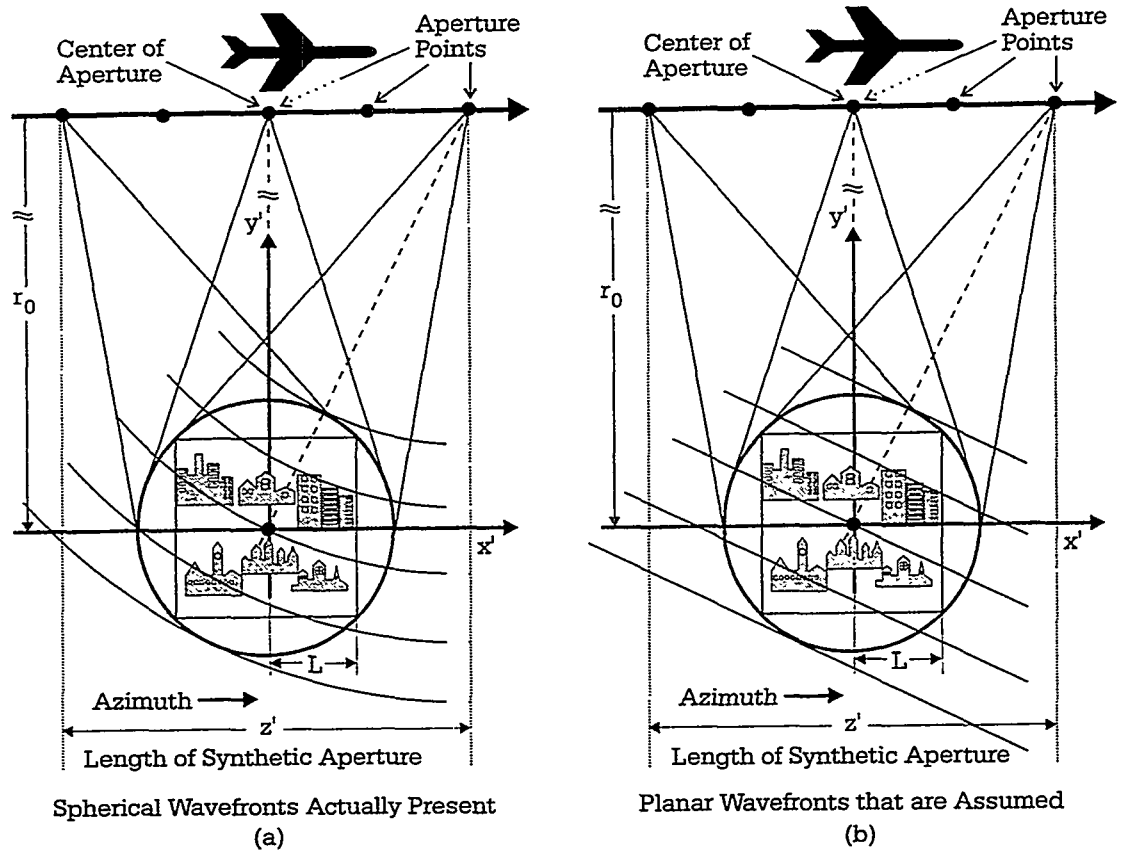 Center of
Aperture
Aperture
Points
y'
r0
x'
L
Azimuth
z'
Length of Synthetic Aperture
Spherical Wavefronts Actually Present
(a)
Center of
Aperture
Aperture
Points
y'
r0
x'
L
Azimuth
z'
Length of Synthetic Aperture
Planar Wavefronts that are Assumed
(b)